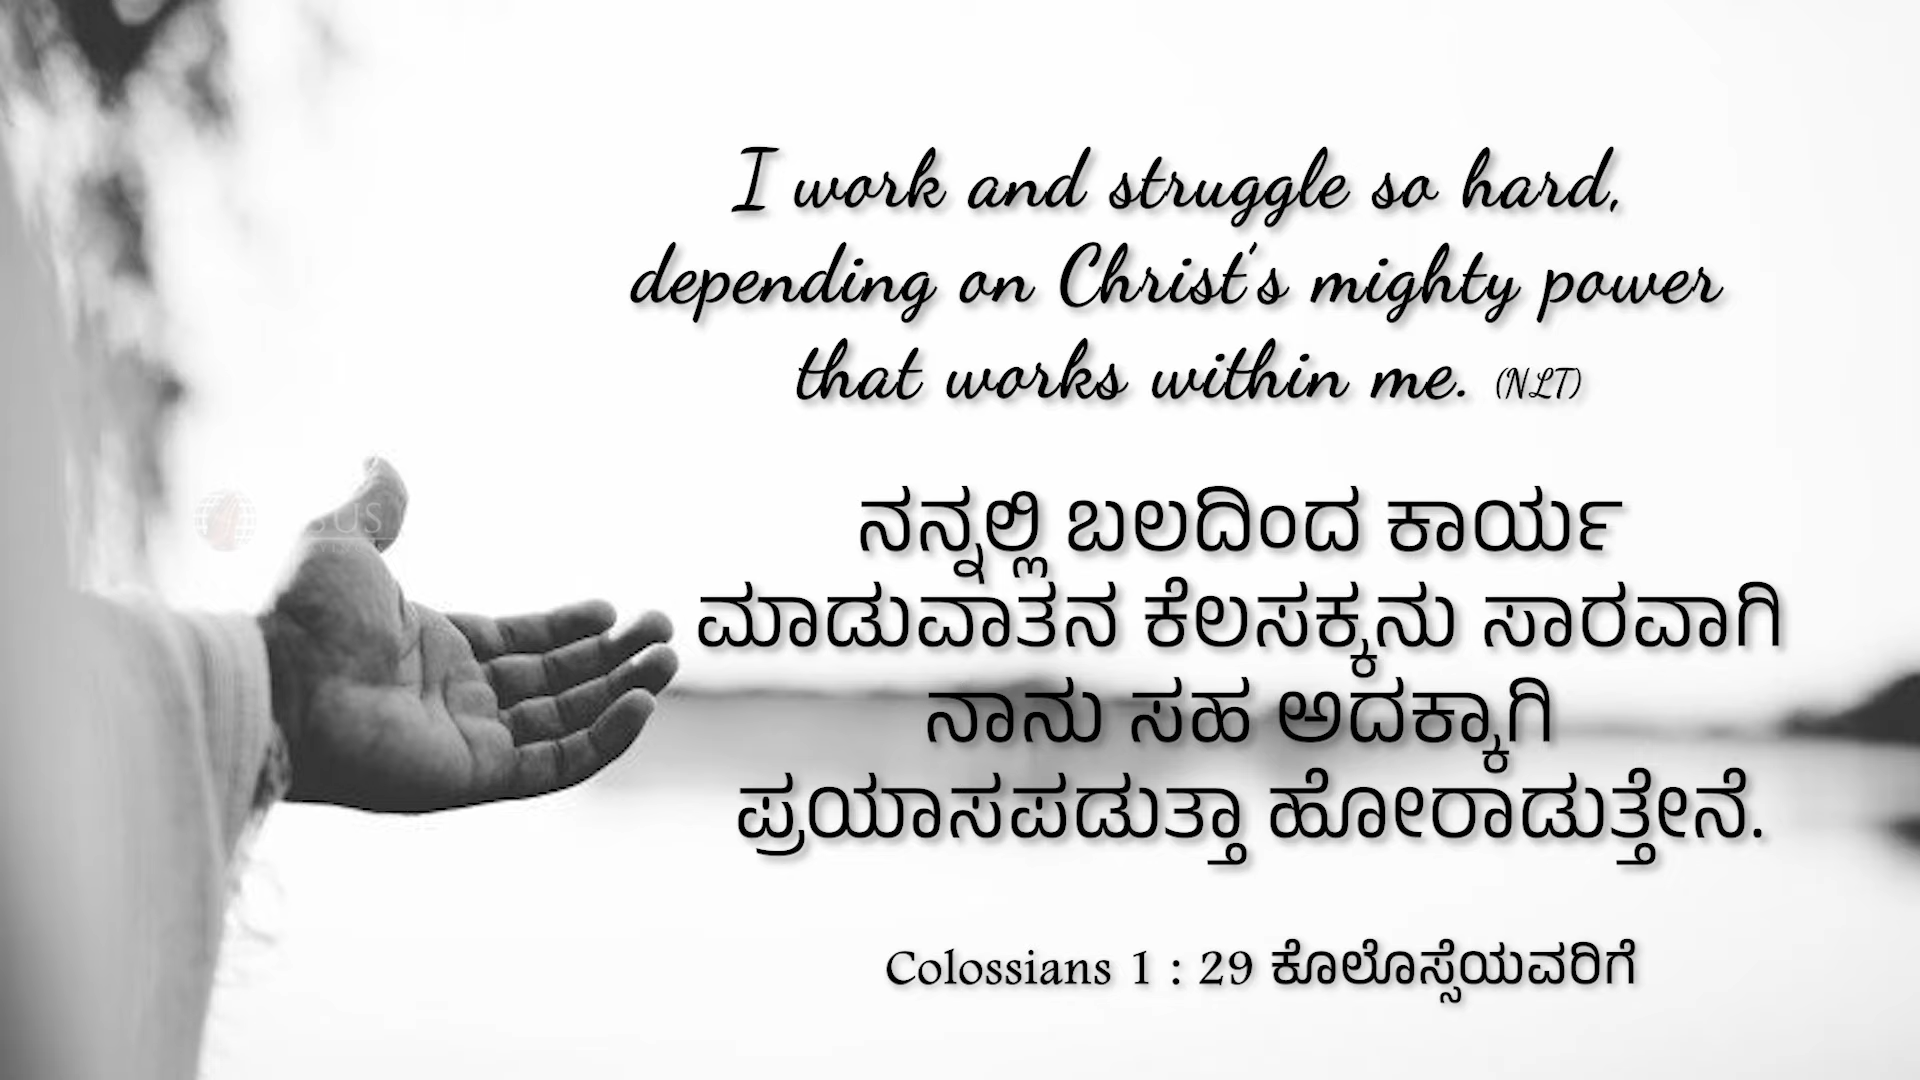 I work and struggle so hard,
depending on Christ's mighty power
that works within me. (NLT)
ನನ್ನಲ್ಲಿ ಬಲದಿಂದ ಕಾರ್ಯ
ಮಾಡುವಾತನ ಕೆಲಸಕ್ಕನು ಸಾರವಾಗಿ
ನಾನು ಸಹ ಅದಕ್ಕಾಗಿ
ಪ್ರಯಾಸಪಡುತ್ತಾ ಹೋರಾಡುತ್ತೇನೆ.
Colossians 1 : 29 ಕೊಲೊಸ್ಸೆಯವರಿಗೆ